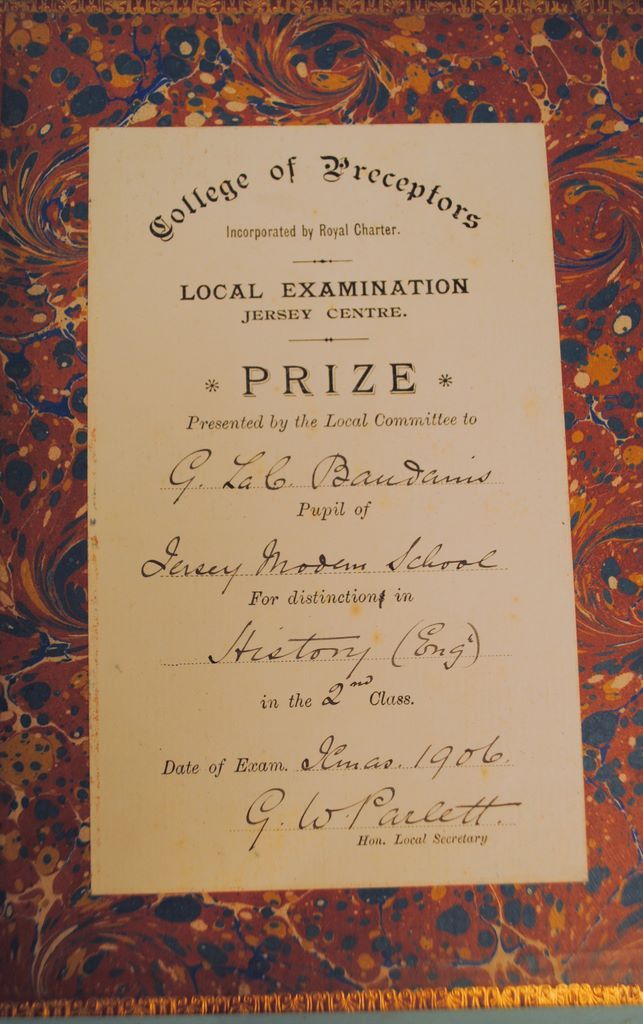 College of Preceptors
Incorporated by Royal Charter.
LOCAL EXAMINATION
JERSEY CENTRE.
* PRIZE *
Presented by the Local Committee to
G. La C. Baudains
Pupil of
Jersey Modern School
For distinction in
History (Eng)
in the 2nd Class.
Date of Exam. Xmas. 1906.
G. W. Parlett.
Hon. Local Secretary